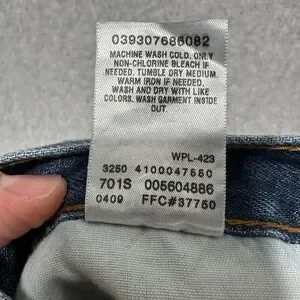 039307686082
MACHINE WASH COLD. ONLY
NON-CHLORINE BLEACH IF
NEEDED. TUMBLE DRY MEDIUM.
WARM IRON IF NEEDED.
WASH AND DRY WITH LIKE
COLORS. WASH GARMENT INSIDE
OUT.
WPL-423
3250 4100047550
701S 005604886
0409 FFC#37750